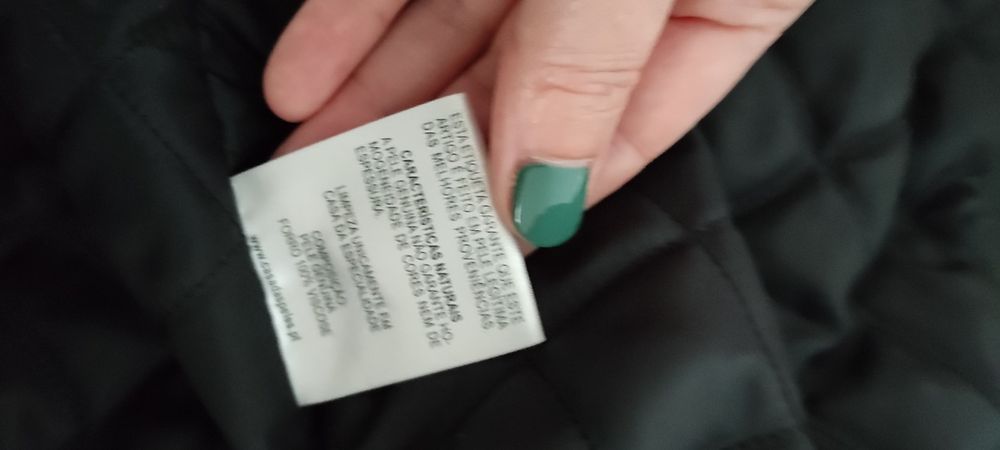 ESTA ETIQUETA GARANTE QUE ESTE
ARTIGO É FEITO EM PELE LEGÍTIMA
DAS MELHORES PROVENIÊNCIAS
CARACTERÍSTICAS NATURAIS
A PELE GENUINA NÃO GARANTE HO-
MOGENEIDADE DE CORES NEM DE
ESPESSURA
LIMPEZA UNICAMENTE EM
CASA DA ESPECIALIDADE
COMPOSIÇÃO
PELE GENUINA
FORRO 100% VISCOSE
www.casadaspeles.pt